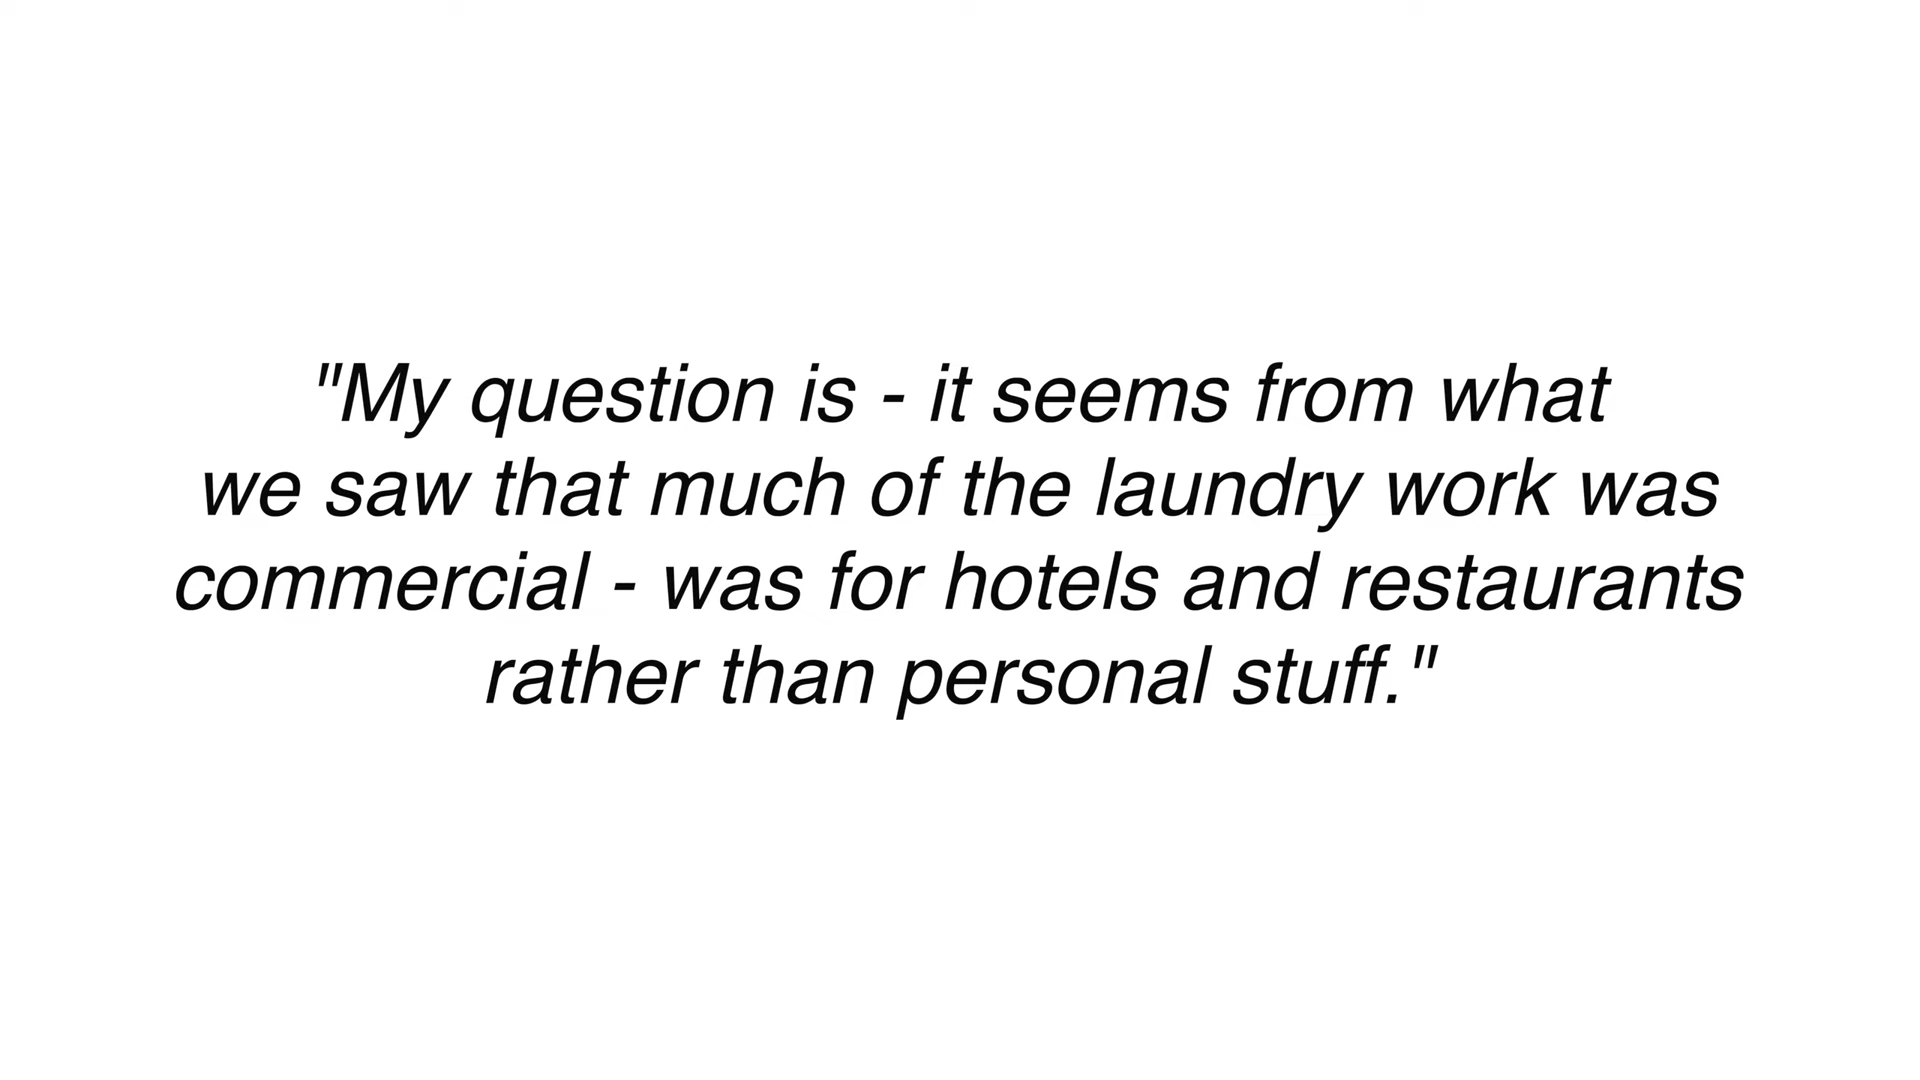 "My question is - it seems from what
we saw that much of the laundry work was
commercial - was for hotels and restaurants
rather than personal stuff."